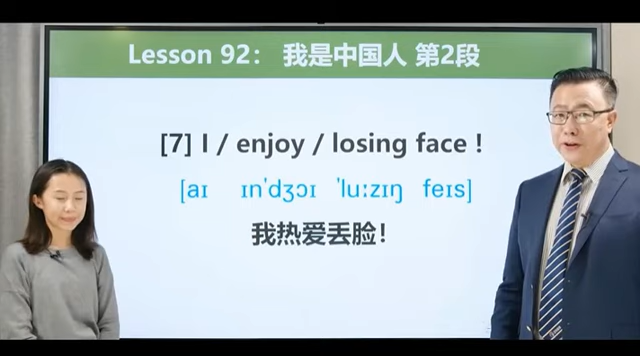 Lesson 92： 我是中国人 第2段
[7] I / enjoy / losing face !
[aɪ ɪnˈdʒɔɪ ˈluːzɪŋ feɪs]
我热爱丢脸！